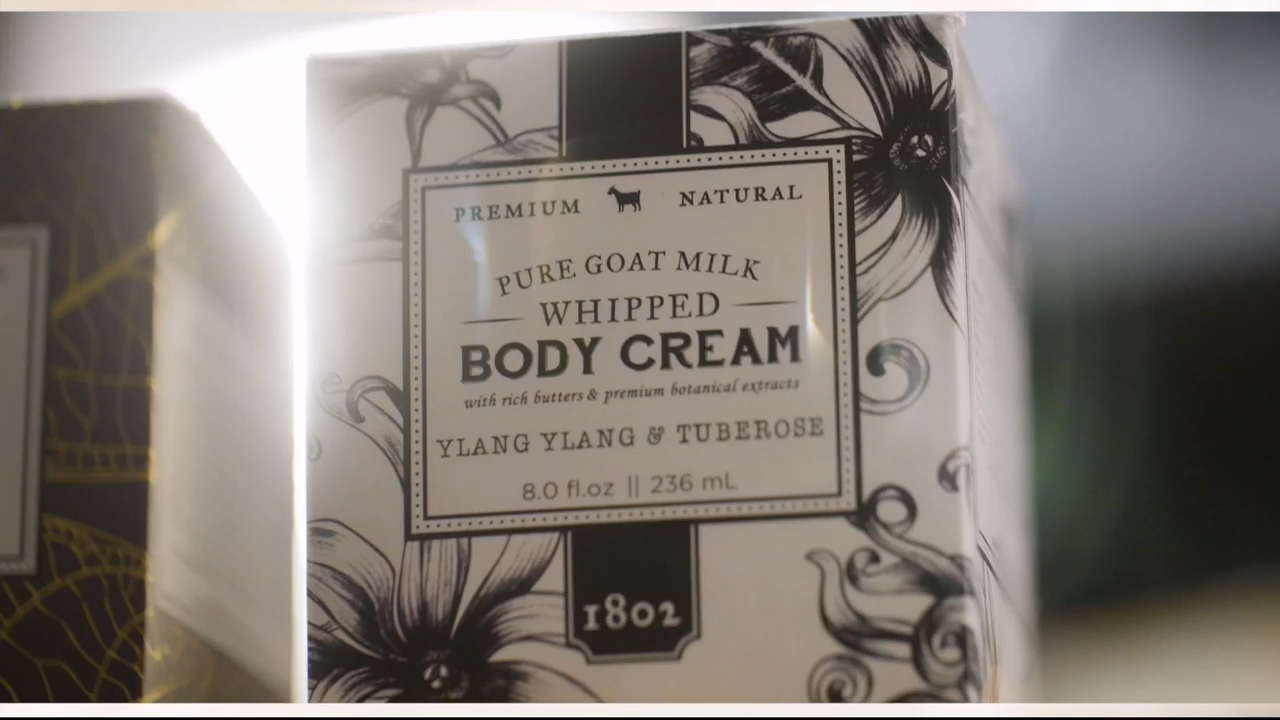 PREMIUM NATURAL
PURE GOAT MILK
WHIPPED
BODY CREAM
with rich butters & premium botanical extracts
YLANG YLANG & TUBEROSE
8.0 fl.oz || 236 mL
1802